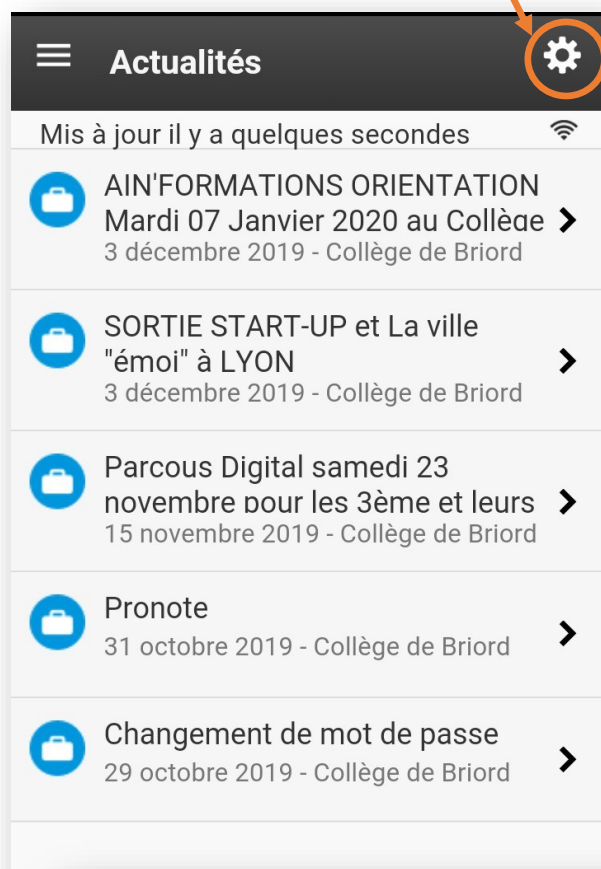 Actualités
Mis à jour il y a quelques secondes
AIN'FORMATIONS ORIENTATION
Mardi 07 Janvier 2020 au Collège
3 décembre 2019 - Collège de Briord
SORTIE START-UP et La ville
"émoi" à LYON
3 décembre 2019 - Collège de Briord
Parcous Digital samedi 23
novembre pour les 3ème et leurs
15 novembre 2019 - Collège de Briord
Pronote
31 octobre 2019 - Collège de Briord
Changement de mot de passe
29 octobre 2019 - Collège de Briord